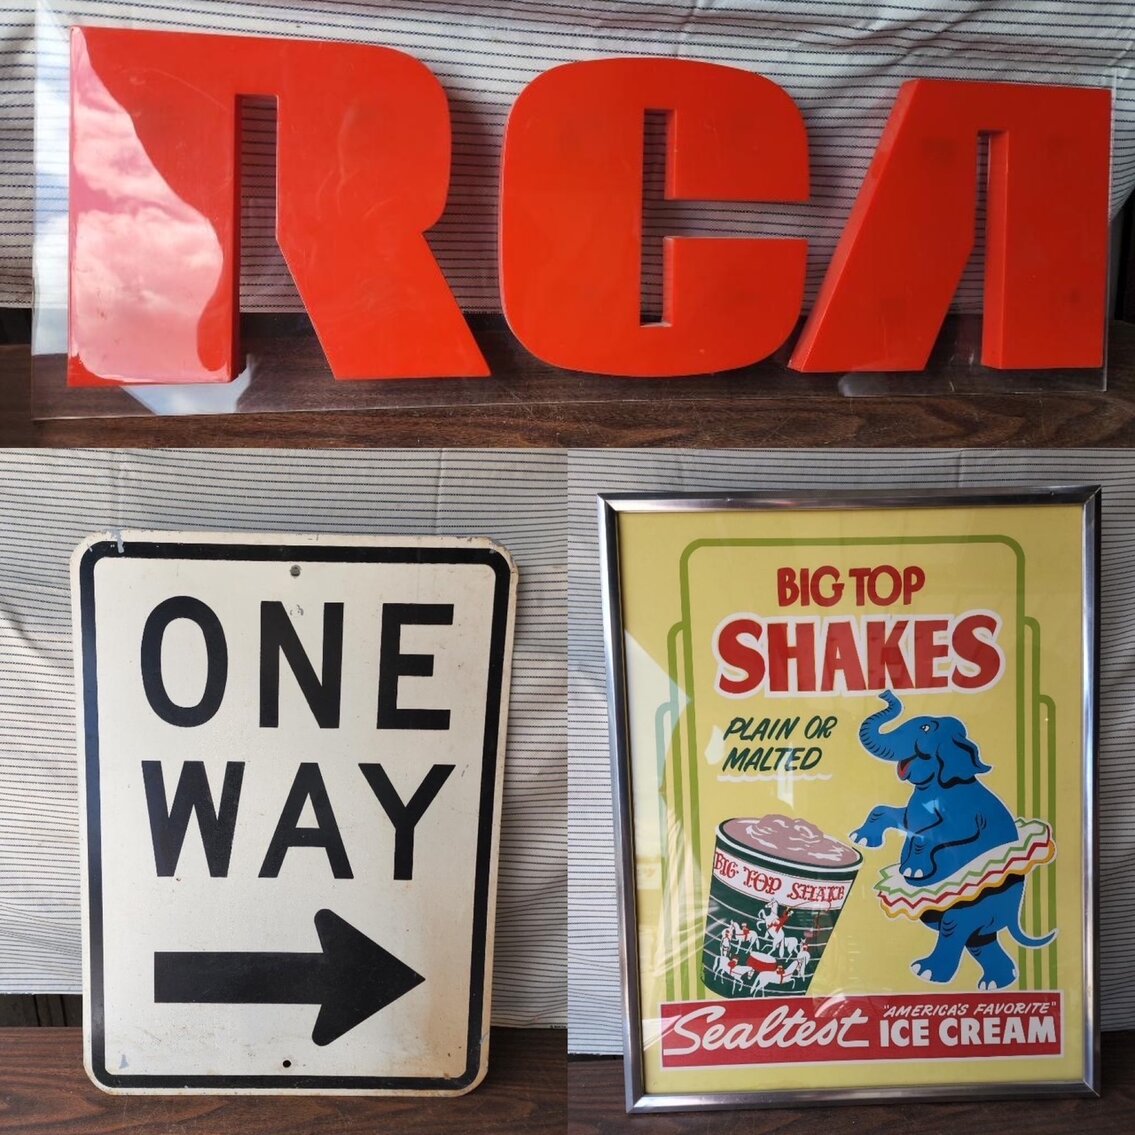 RCA
ONE
WAY
BIG TOP
SHAKES
PLAIN OR
MALTED
BIG TOP SHAKE
Sealtest "AMERICA'S FAVORITE"
ICE CREAM